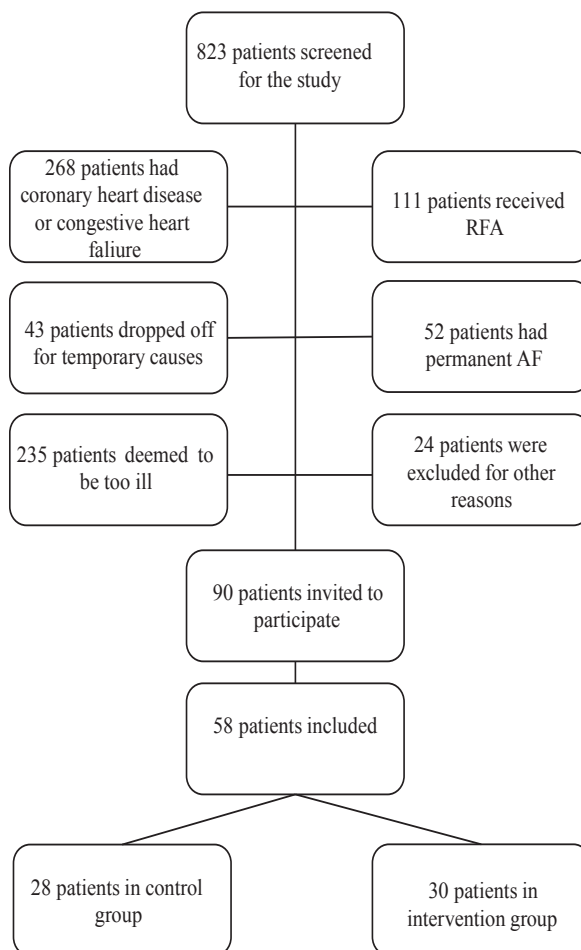 823 patients screened
for the study
268 patients had
coronary heart disease
or congestive heart
faliure
111 patients received
RFA
43 patients dropped off
for temporary causes
52 patients had
permanent AF
235 patients deemed to
be too ill
24 patients were
excluded for other
reasons
90 patients invited to
participate
58 patients included
28 patients in control
group
30 patients in
intervention group